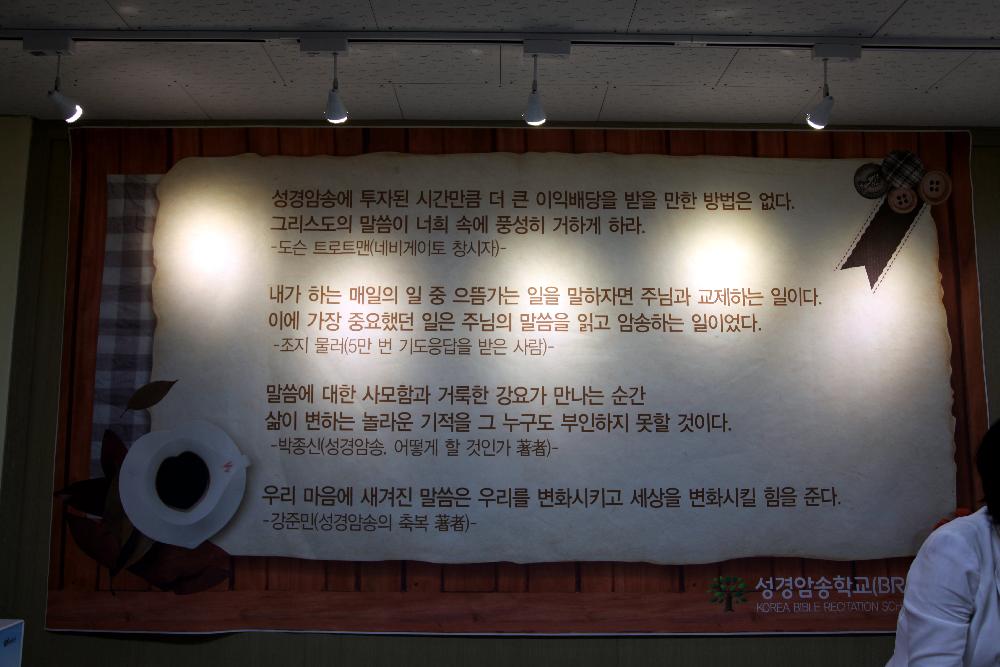 성경암송에 투자된 시간만큼 더 큰 이익배당을 받을 만한 방법은 없다.
그리스도의 말씀이 너희 속에 풍성히 거하게 하라.
-도슨 트로트맨(네비게이토 창시자)-
내가 하는 매일의 일 중 으뜸가는 일을 말하자면 주님과 교제하는 일이다.
이에 가장 중요했던 일은 주님의 말씀을 읽고 암송하는 일이었다.
-조지 뮬러(5만 번 기도응답을 받은 사람)-
말씀에 대한 사모함과 거룩한 강요가 만나는 순간
삶이 변하는 놀라운 기적을 그 누구도 부인하지 못할 것이다.
-박종신(성경암송, 어떻게 할 것인가 著者)-
우리 마음에 새겨진 말씀은 우리를 변화시키고 세상을 변화시킬 힘을 준다.
-강준민(성경암송의 축복 著者)-
성경암송학교(BR
KOREA BIBLE RECITATION